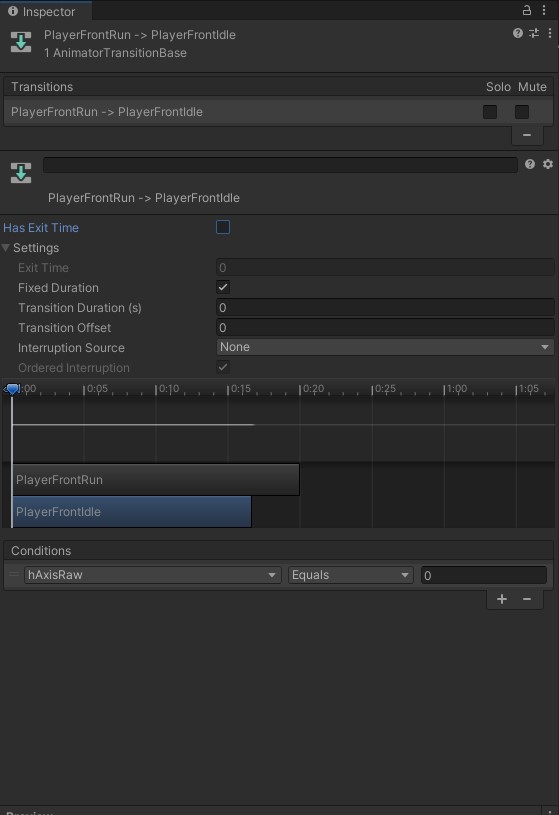 Inspector
PlayerFrontRun -> PlayerFrontIdle
1 AnimatorTransitionBase
Transitions Solo Mute
PlayerFrontRun -> PlayerFrontIdle
PlayerFrontRun -> PlayerFrontIdle
Has Exit Time
Settings
Exit Time 0
Fixed Duration
Transition Duration (s) 0
Transition Offset 0
Interruption Source None
Ordered Interruption
:00 0:05 0:10 0:15 0:20 0:25 1:00 1:05
PlayerFrontRun
PlayerFrontIdle
Conditions
hAxisRaw Equals 0
Preview